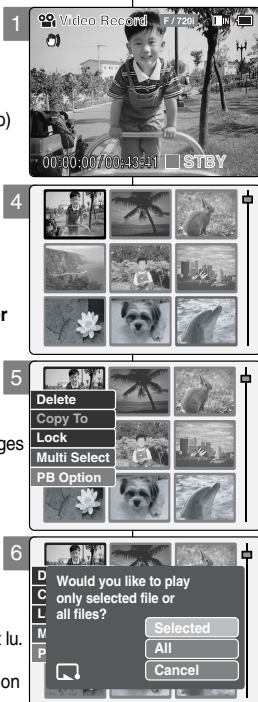 1
Video Record F / 720i IN
o)
00:00:00/00:43:41 STBY
4
er
5
Delete
Copy To
Lock
Multi Select
PB Option
ges
6
D
C
L
M
P
Would you like to play
only selected file or
all files?
Selected
All
Cancel
t lu.
on